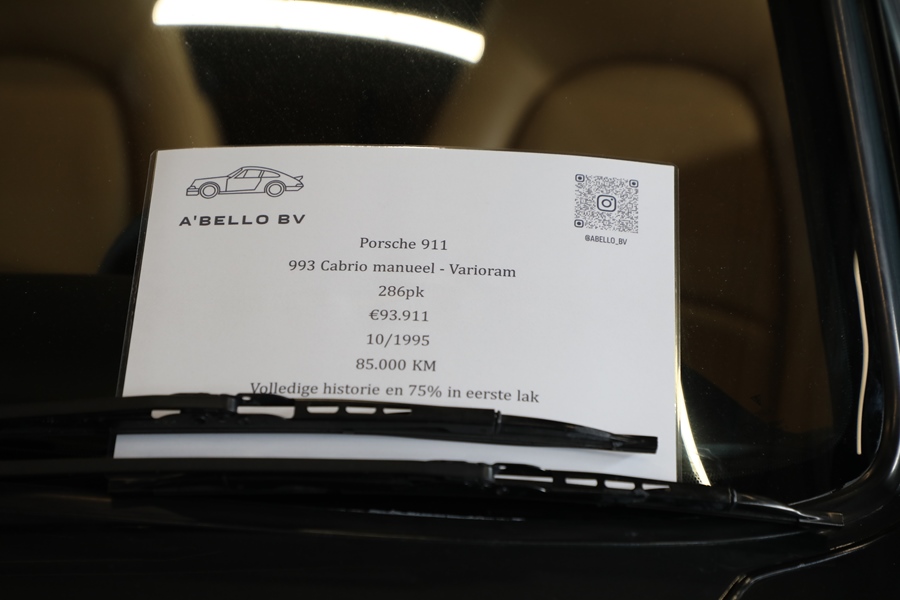 A'BELLO BV
@ABELLO_BV
Porsche 911
993 Cabrio manueel - Varioram
286pk
€93.911
10/1995
85.000 KM
Volledige historie en 75% in eerste lak